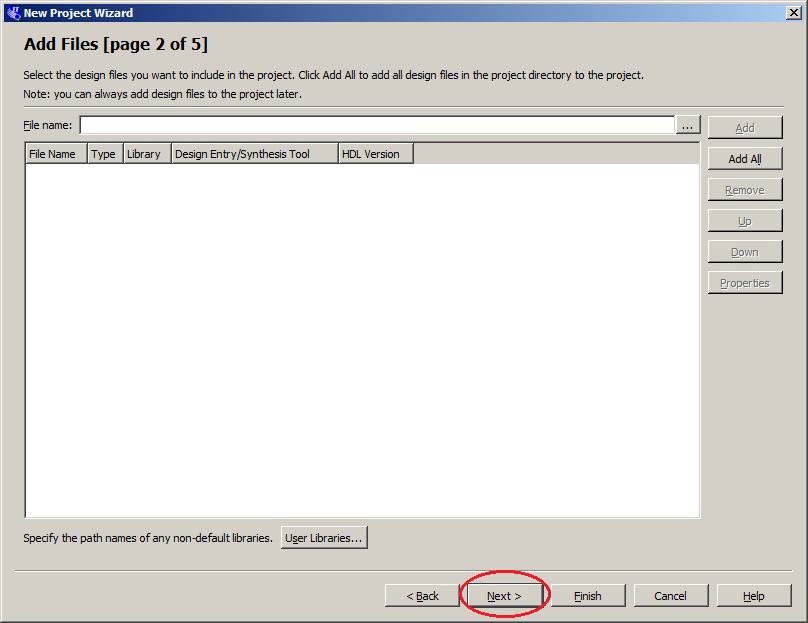 New Project Wizard
Add Files [page 2 of 5]
Select the design files you want to include in the project. Click Add All to add all design files in the project directory to the project.
Note: you can always add design files to the project later.
File name: ... Add
File Name Type Library Design Entry/Synthesis Tool HDL Version
Add All
Remove
Up
Down
Properties
Specify the path names of any non-default libraries. User Libraries...
< Back Next > Finish Cancel Help